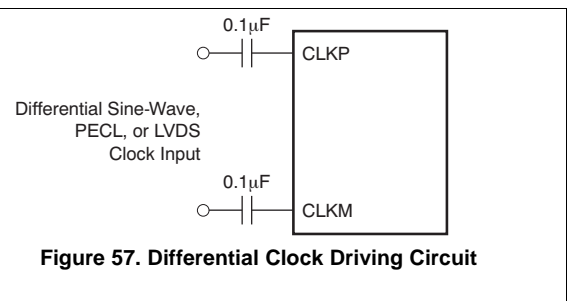 0.1μF
CLKP
Differential Sine-Wave,
PECL, or LVDS
Clock Input
0.1μF
CLKM
Figure 57. Differential Clock Driving Circuit